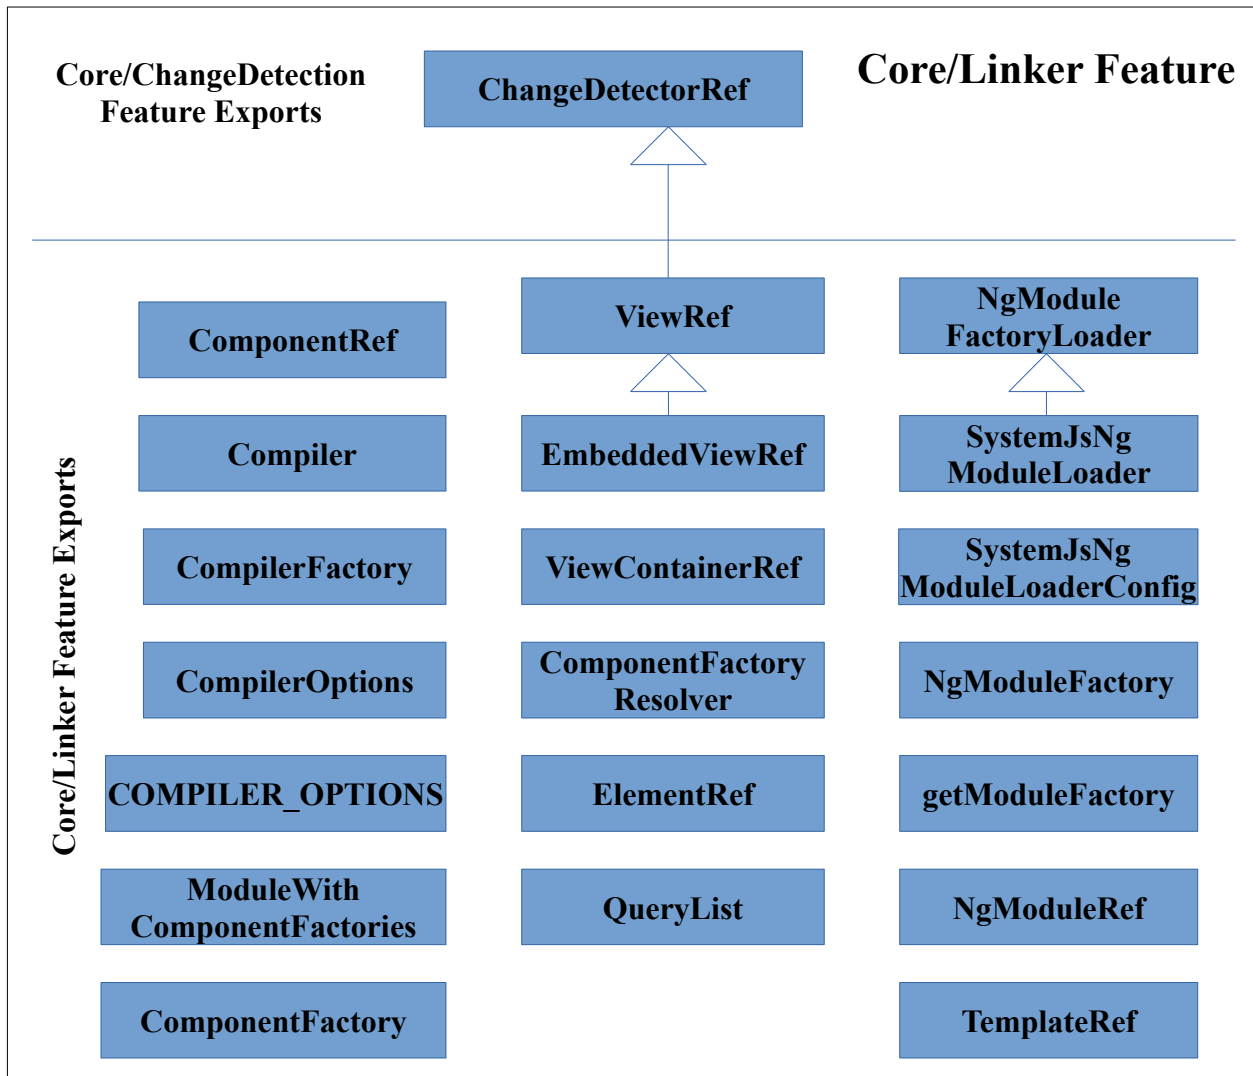 Core/ChangeDetection
Feature Exports
ChangeDetectorRef
Core/Linker Feature
Core/Linker Feature Exports
ComponentRef
Compiler
CompilerFactory
CompilerOptions
COMPILER_OPTIONS
ModuleWith
ComponentFactories
ComponentFactory
ViewRef
EmbeddedViewRef
ViewContainerRef
ComponentFactory
Resolver
ElementRef
QueryList
NgModule
FactoryLoader
SystemJsNg
ModuleLoader
SystemJsNg
ModuleLoaderConfig
NgModuleFactory
getModuleFactory
NgModuleRef
TemplateRef